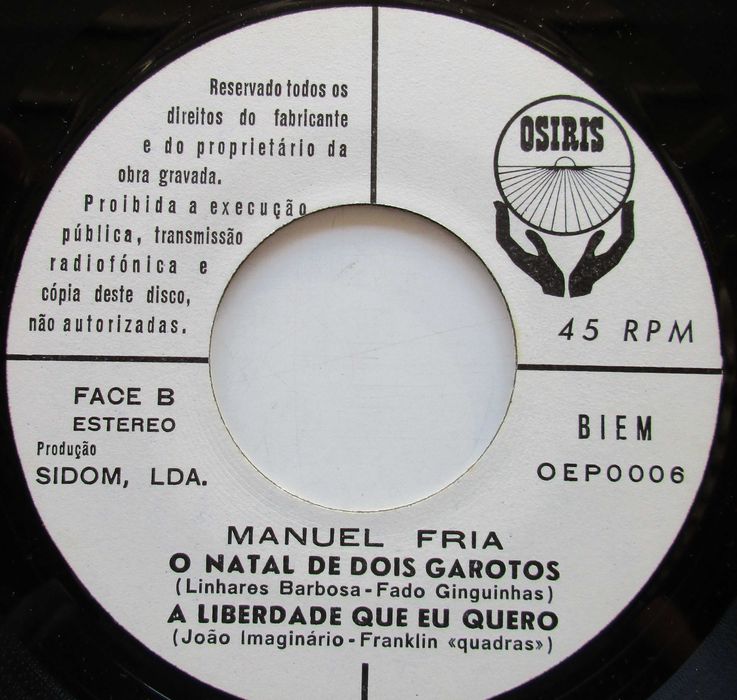 Reservado todos os
direitos do fabricante
e do proprietário da
obra gravada.
Proibida a execução
pública, transmissão
radiofónica e
cópia deste disco,
não autorizadas.
OSIRIS
45 RPM
FACE B
ESTEREO
Produção
SIDOM, LDA.
BIEM
OEP0006
MANUEL FRIA
O NATAL DE DOIS GAROTOS
(Linhares Barbosa - Fado Ginguinhas)
A LIBERDADE QUE EU QUERO
(João Imaginário - Franklin «quadras»)